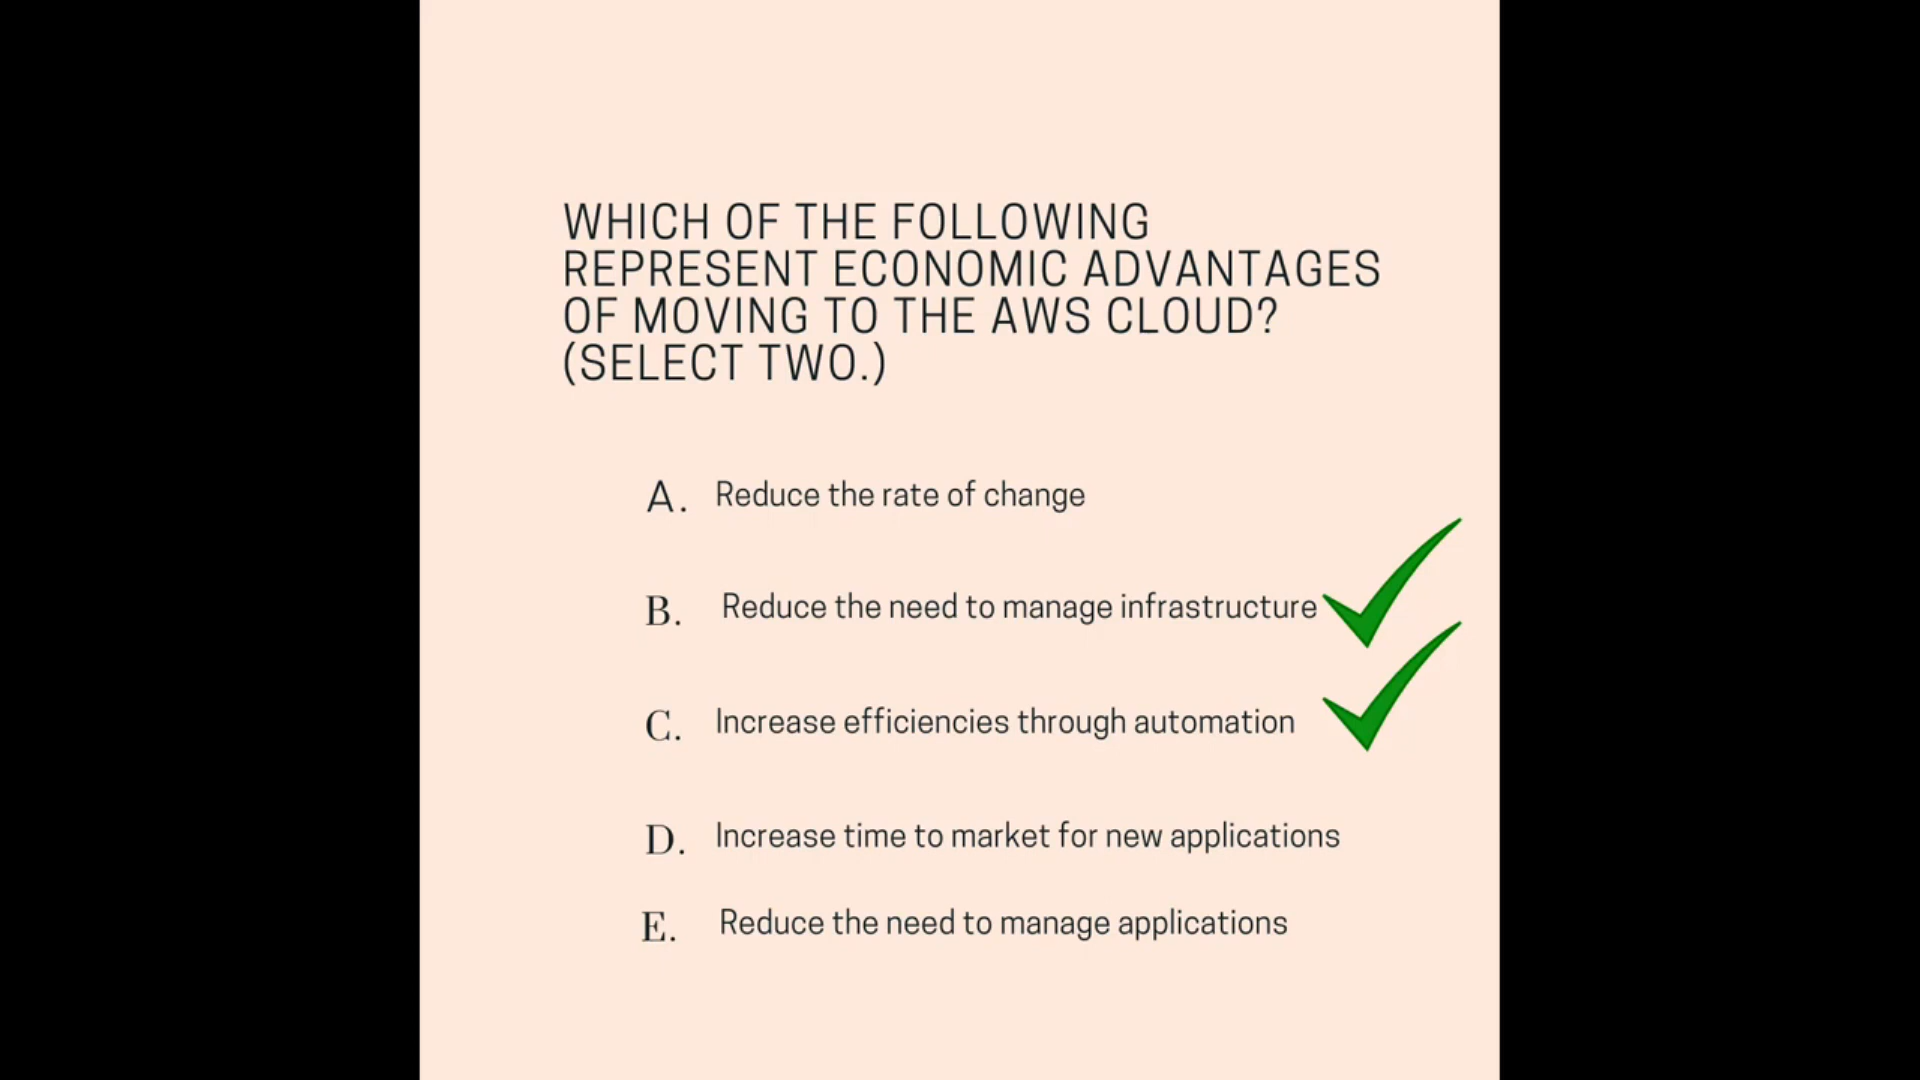 WHICH OF THE FOLLOWING
REPRESENT ECONOMIC ADVANTAGES
OF MOVING TO THE AWS CLOUD?
(SELECT TWO.)
A. Reduce the rate of change
B. Reduce the need to manage infrastructure
C. Increase efficiencies through automation
D. Increase time to market for new applications
E. Reduce the need to manage applications